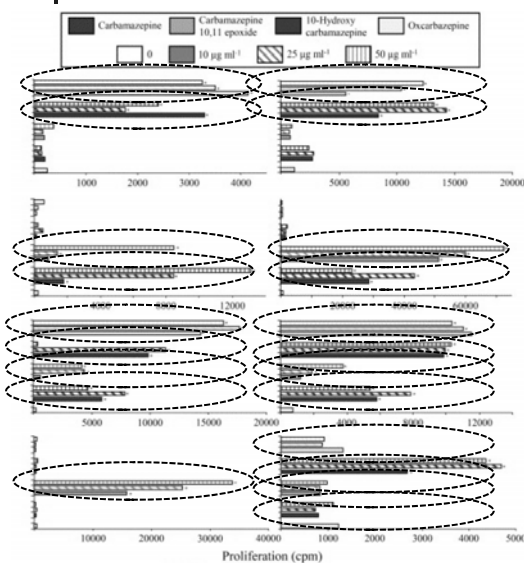 Carbamazepine
Carbamazepine 10,11 epoxide
10-Hydroxy carbamazepine
Oxcarbazepine
0
10 µg ml-1
25 µg ml-1
50 µg ml-1
1000 2000 3000 4000
5000 10000 15000 20000
4000 8000 12000
20000 40000 60000
5000 10000 15000 20000
4000 8000 12000
10000 20000 30000 40000
0 1000 2000 3000 4000 5000
Proliferation (cpm)